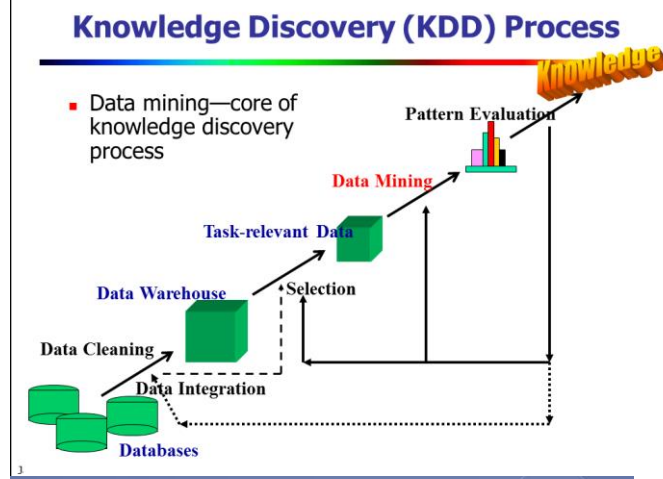 Knowledge Discovery (KDD) Process
Knowledge
▪ Data mining—core of
knowledge discovery
process
Pattern Evaluation
Data Mining
Task-relevant Data
Selection
Data Warehouse
Data Cleaning
Data Integration
Databases
3